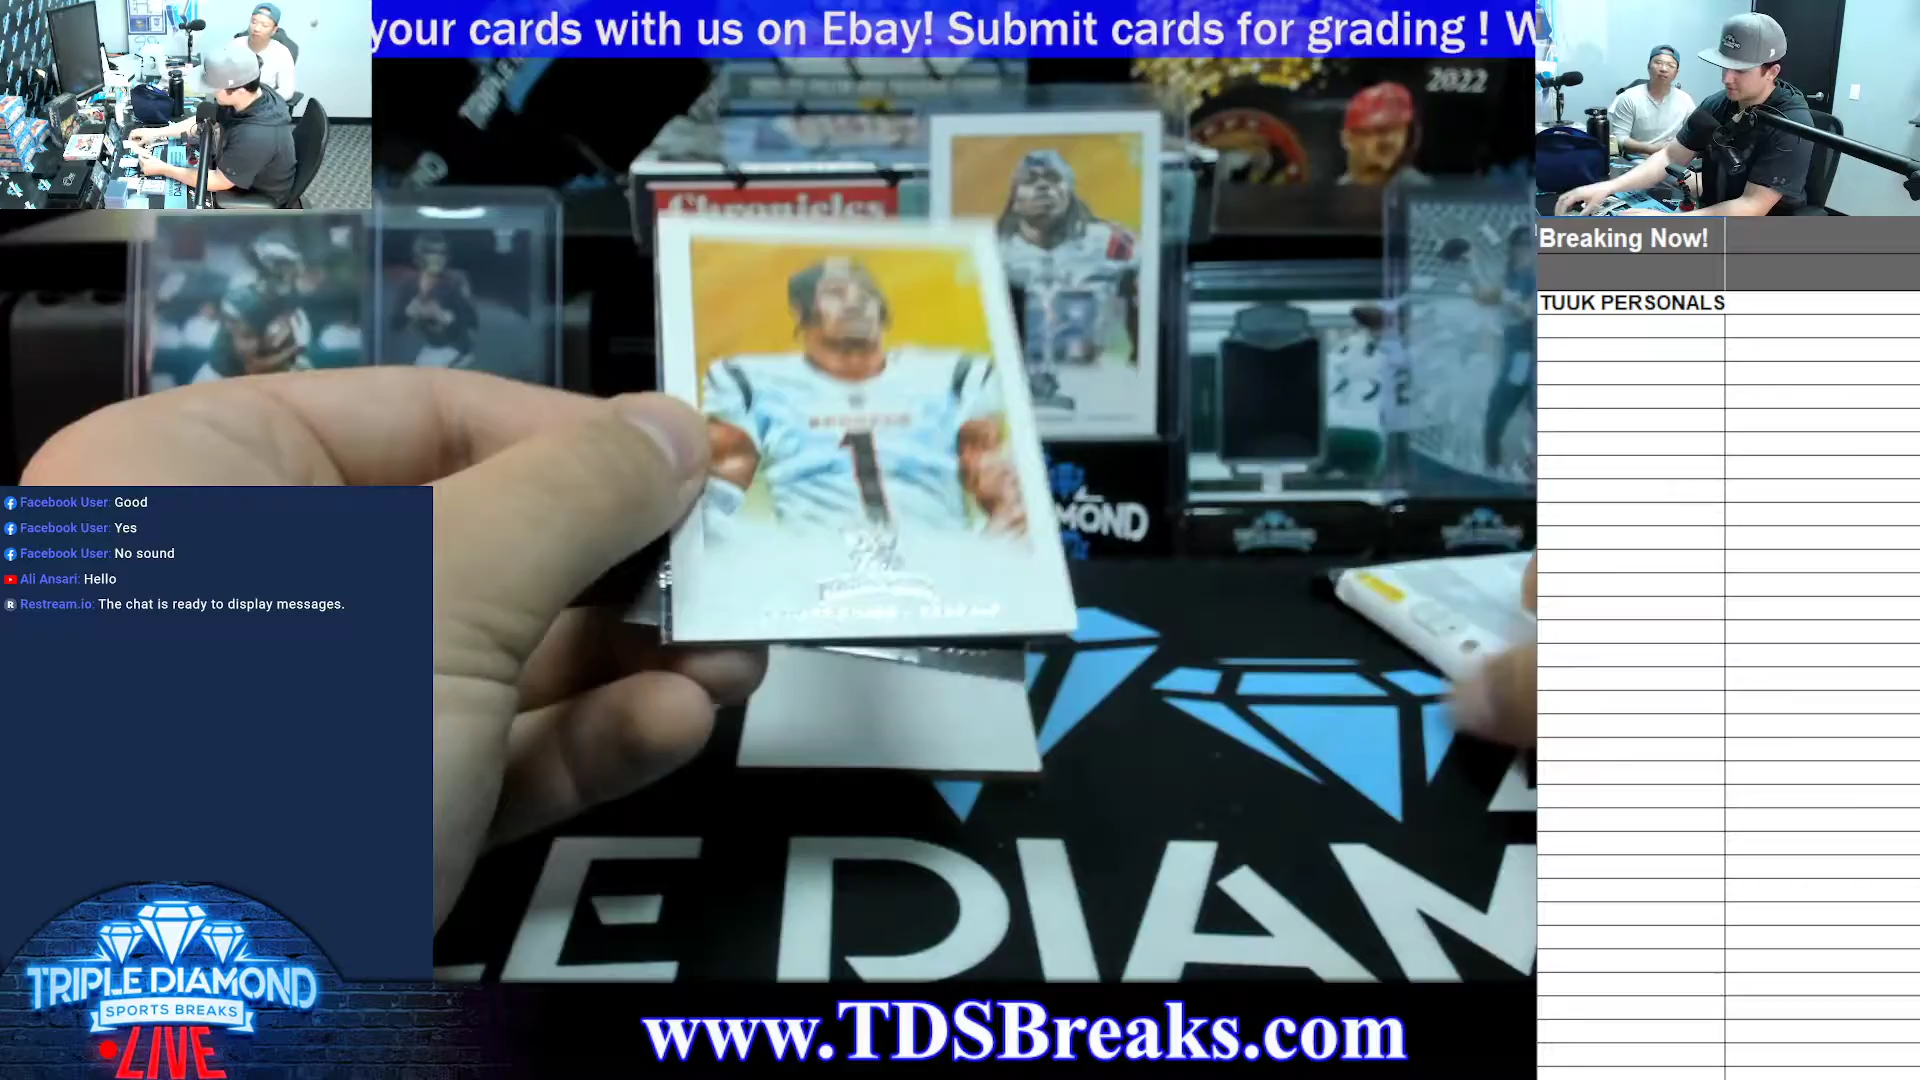 your cards with us on Ebay! Submit cards for grading ! W
2022
Chronicles
Breaking Now!
TUUK PERSONALS
1
MOND
Facebook User: Good
Facebook User: Yes
Facebook User: No sound
Ali Ansari: Hello
Restream.io: The chat is ready to display messages.
LE DIAM
TRIPLE DIAMOND
SPORTS BREAKS
LIVE
www.TDSBreaks.com